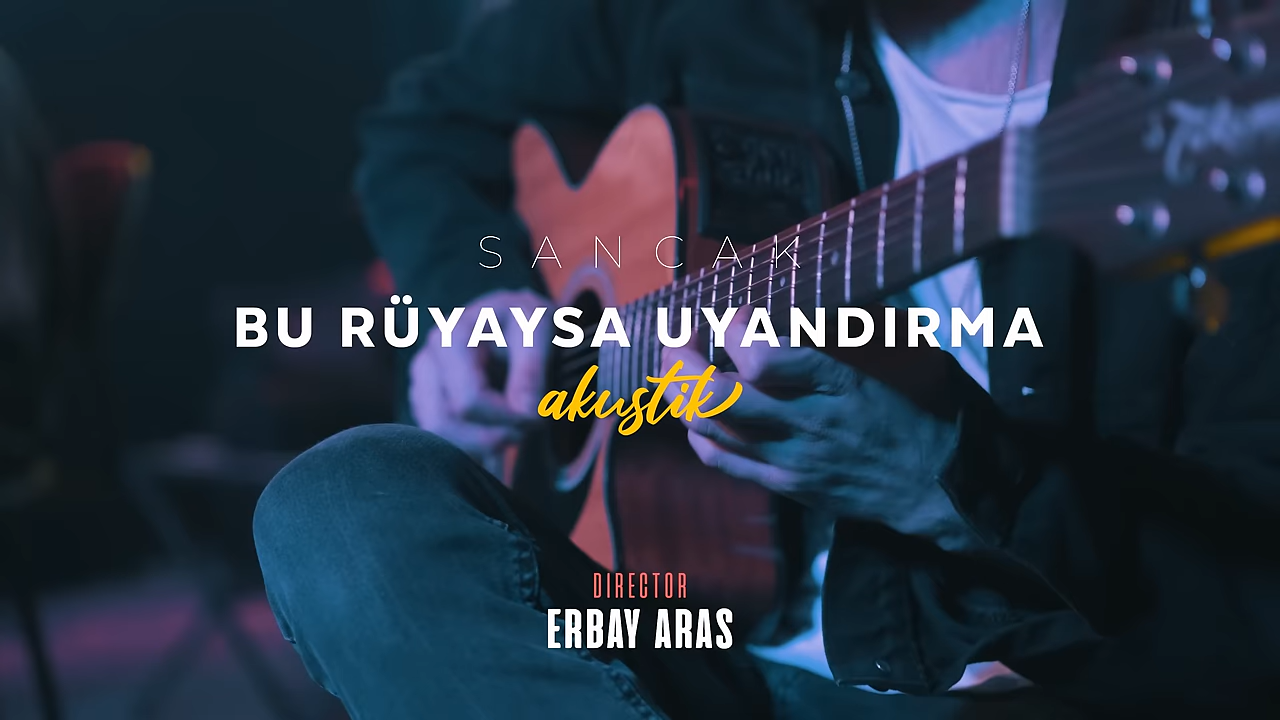 SANCAK
BU RÜYAYSA UYANDIRMA
akustik
DIRECTOR
ERBAY ARAS